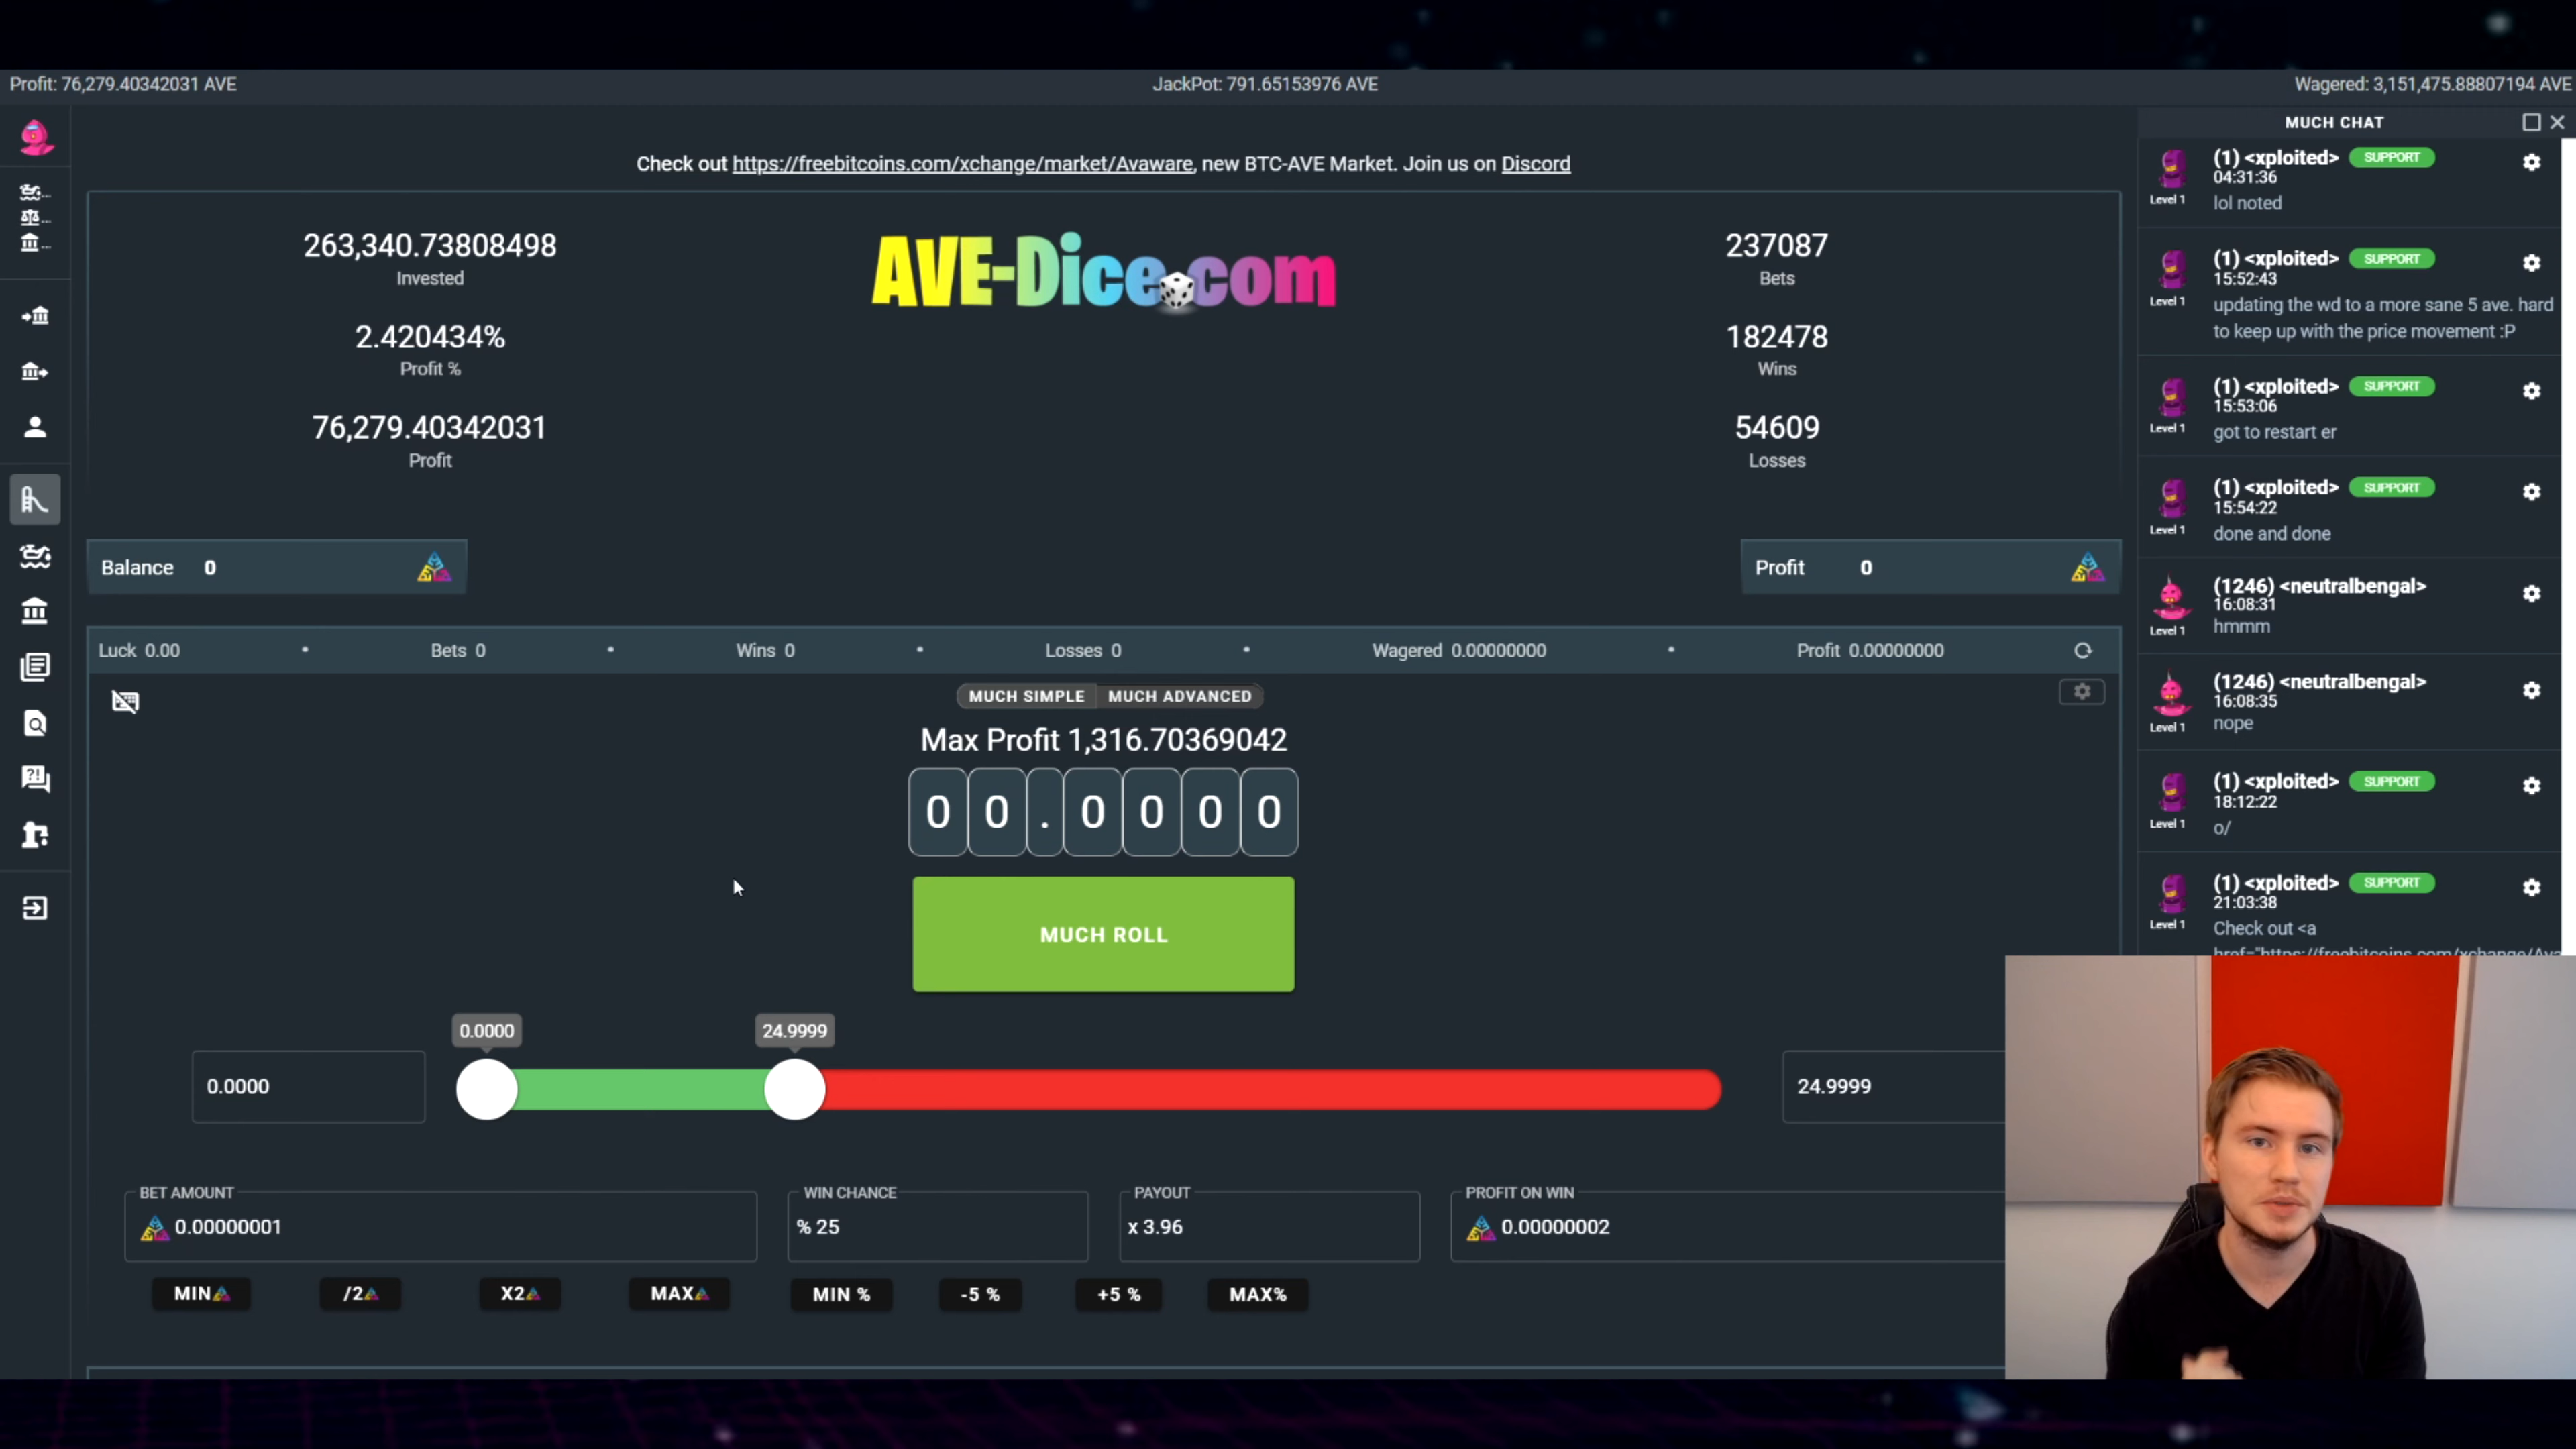 Profit: 76,279.40342031 AVE
JackPot: 791.65153976 AVE
Wagered: 3,151,475.88807194 AVE
Check out https://freebitcoins.com/xchange/market/Avaware, new BTC-AVE Market. Join us on Discord
263,340.73808498
Invested
2.420434%
Profit %
76,279.40342031
Profit
AVE-Dice.com
237087
Bets
182478
Wins
54609
Losses
Balance 0
Profit 0
Luck 0.00 • Bets 0 • Wins 0 • Losses 0 • Wagered 0.00000000 • Profit 0.00000000
MUCH SIMPLE MUCH ADVANCED
Max Profit 1,316.70369042
00.0000
MUCH ROLL
0.0000 24.9999
0.0000
24.9999
BET AMOUNT
0.00000001
WIN CHANCE
% 25
PAYOUT
x 3.96
PROFIT ON WIN
0.00000002
MIN /2 X2 MAX MIN % -5 % +5 % MAX%
MUCH CHAT
(1) <xploited> SUPPORT
04:31:36
Level 1
lol noted
(1) <xploited> SUPPORT
15:52:43
Level 1
updating the wd to a more sane 5 ave. hard
to keep up with the price movement :P
(1) <xploited> SUPPORT
15:53:06
Level 1
got to restart er
(1) <xploited> SUPPORT
15:54:22
Level 1
done and done
(1246) <neutralbengal>
16:08:31
Level 1
hmmm
(1246) <neutralbengal>
16:08:35
Level 1
nope
(1) <xploited> SUPPORT
18:12:22
Level 1
o/
(1) <xploited> SUPPORT
21:03:38
Level 1
Check out <a
href="https://freebitcoins.com/xchange/Ava